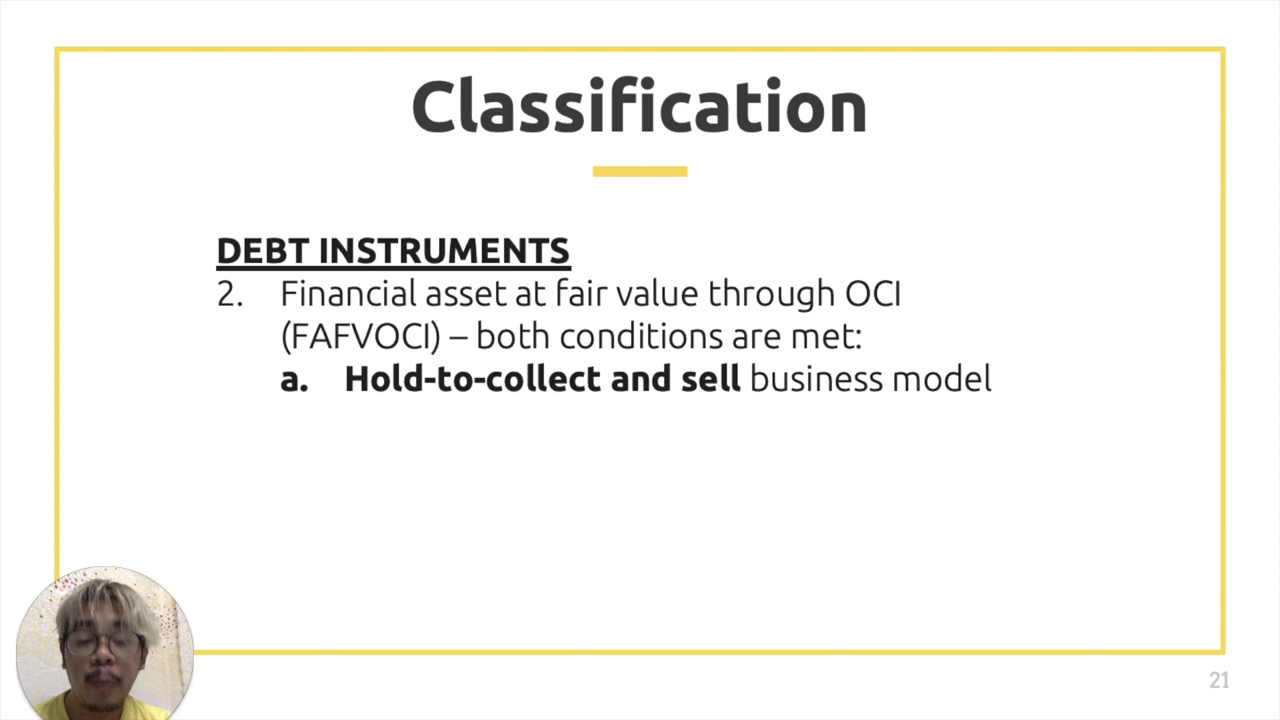 Classification
DEBT INSTRUMENTS
2. Financial asset at fair value through OCI
(FAFVOCI) – both conditions are met:
a. Hold-to-collect and sell business model
21